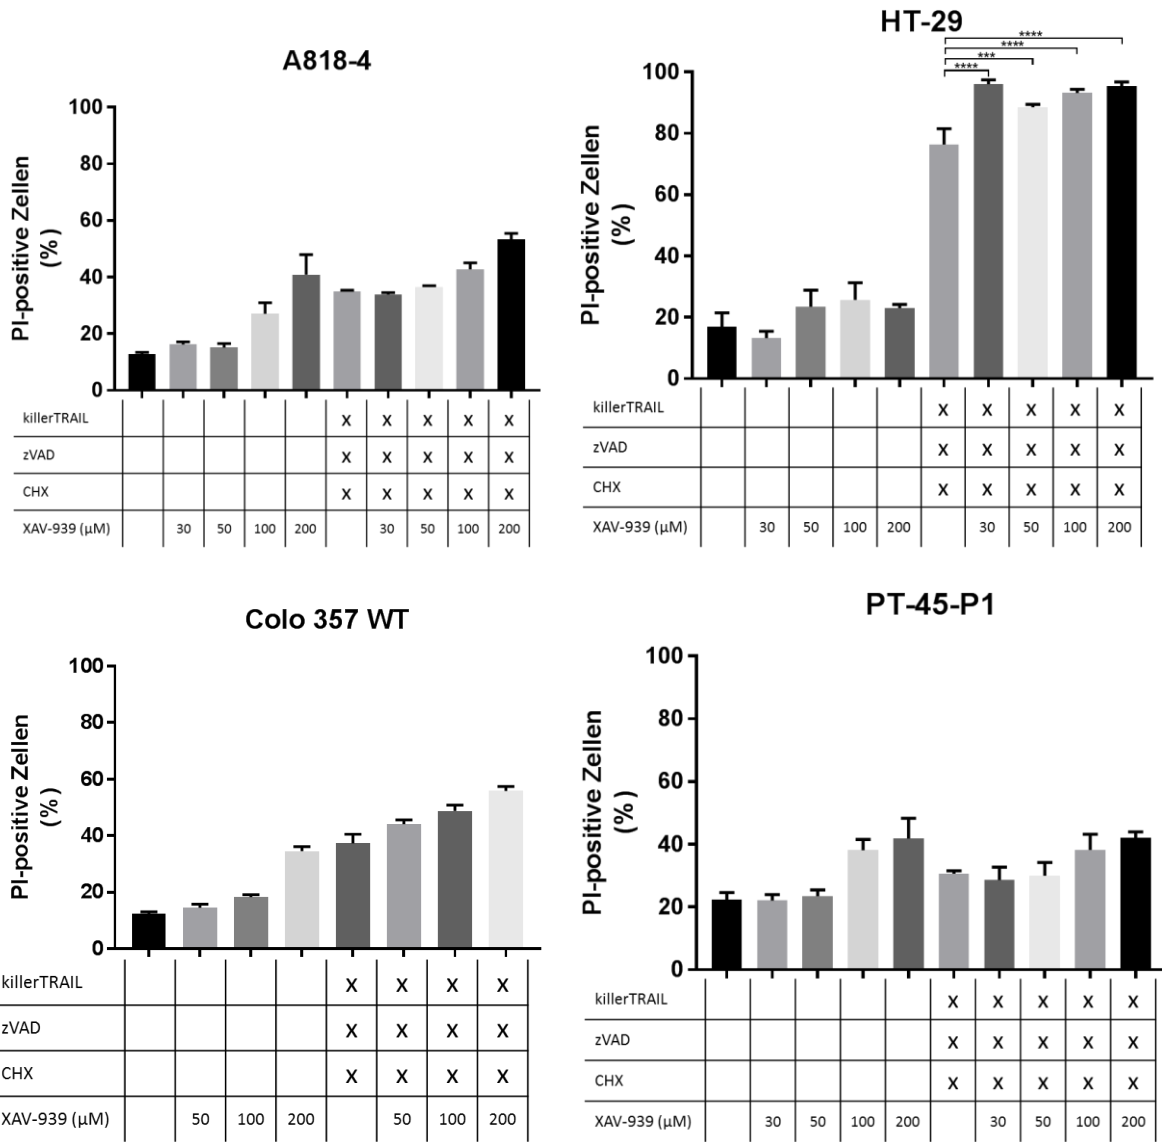 A818-4
PI-positive Zellen
(%)
100
80
60
40
20
0
killerTRAIL X X X X X
zVAD X X X X X
CHX X X X X X
XAV-939 (µM) 30 50 100 200 30 50 100 200
HT-29
**** 
****
***
****
PI-positive Zellen
(%)
100
80
60
40
20
0
killerTRAIL X X X X X
zVAD X X X X X
CHX X X X X X
XAV-939 (µM) 30 50 100 200 30 50 100 200
Colo 357 WT
PI-positive Zellen
(%)
100
80
60
40
20
0
killerTRAIL X X X X
zVAD X X X X
CHX X X X X
XAV-939 (µM) 50 100 200 50 100 200
PT-45-P1
PI-positive Zellen
(%)
100
80
60
40
20
0
killerTRAIL X X X X X
zVAD X X X X X
CHX X X X X X
XAV-939 (µM) 30 50 100 200 30 50 100 200